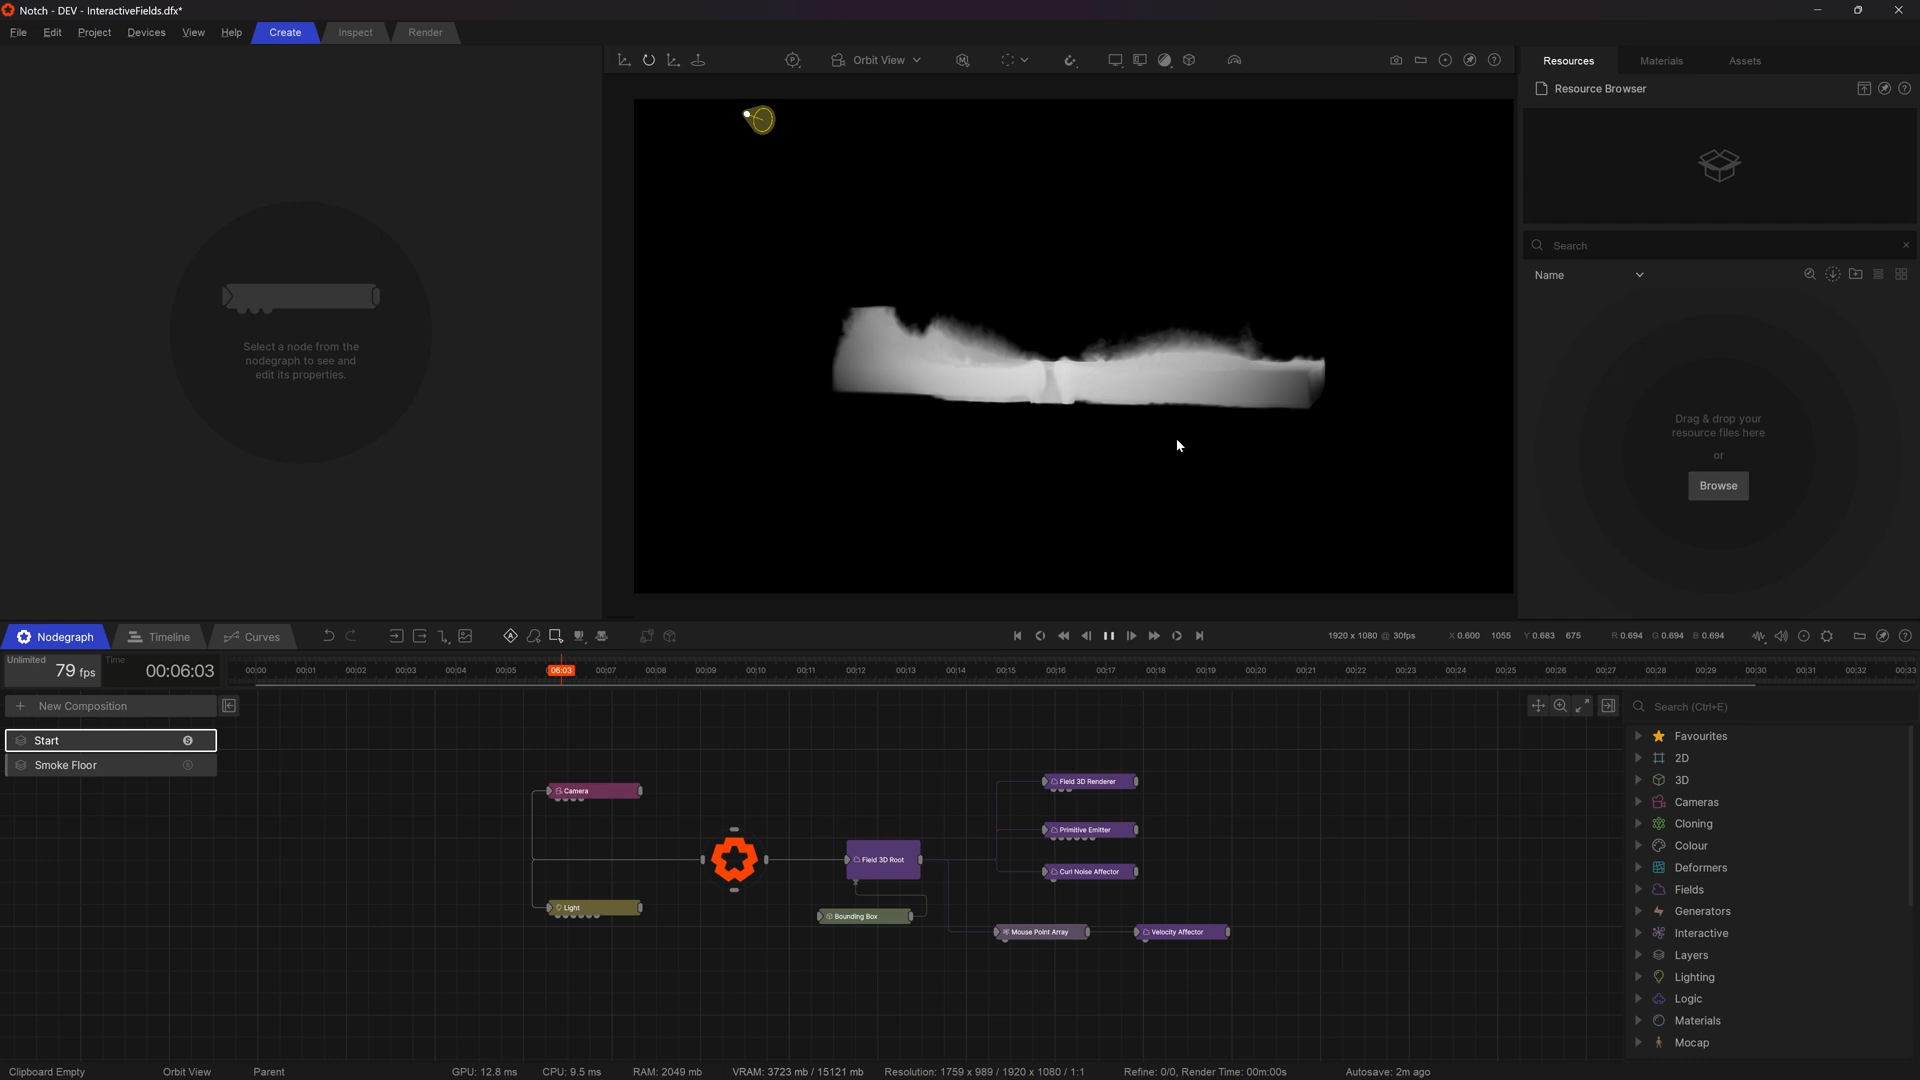 Notch - DEV - InteractiveFields.dfx*
File Edit Project Devices View Help Create Inspect Render
Orbit View
Resources Materials Assets
Resource Browser
Search
Name
Select a node from the
nodegraph to see and
edit its properties.
Drag & drop your
resource files here
or
Browse
Nodegraph Timeline Curves
1920 x 1080 @ 30fps X 0.600 1055 Y 0.683 675 R 0.694 G 0.694 B 0.694
Unlimited
79 fps
Time
00:06:03
00:00 00:01 00:02 00:03 00:04 00:05 06:03 00:07 00:08 00:09 00:10 00:11 00:12 00:13 00:14 00:15 00:16 00:17 00:18 00:19 00:20 00:21 00:22 00:23 00:24 00:25 00:26 00:27 00:28 00:29 00:30 00:31 00:32 00:33
New Composition
Start
Smoke Floor
Camera
Light
Field 3D Root
Bounding Box
Field 3D Renderer
Primitive Emitter
Curl Noise Affector
Mouse Point Array
Velocity Affector
Search (Ctrl+E)
Favourites
2D
3D
Cameras
Cloning
Colour
Deformers
Fields
Generators
Interactive
Layers
Lighting
Logic
Materials
Mocap
Clipboard Empty Orbit View Parent GPU: 12.8 ms CPU: 9.5 ms RAM: 2049 mb VRAM: 3723 mb / 15121 mb Resolution: 1759 x 989 / 1920 x 1080 / 1:1 Refine: 0/0, Render Time: 00m:00s Autosave: 2m ago